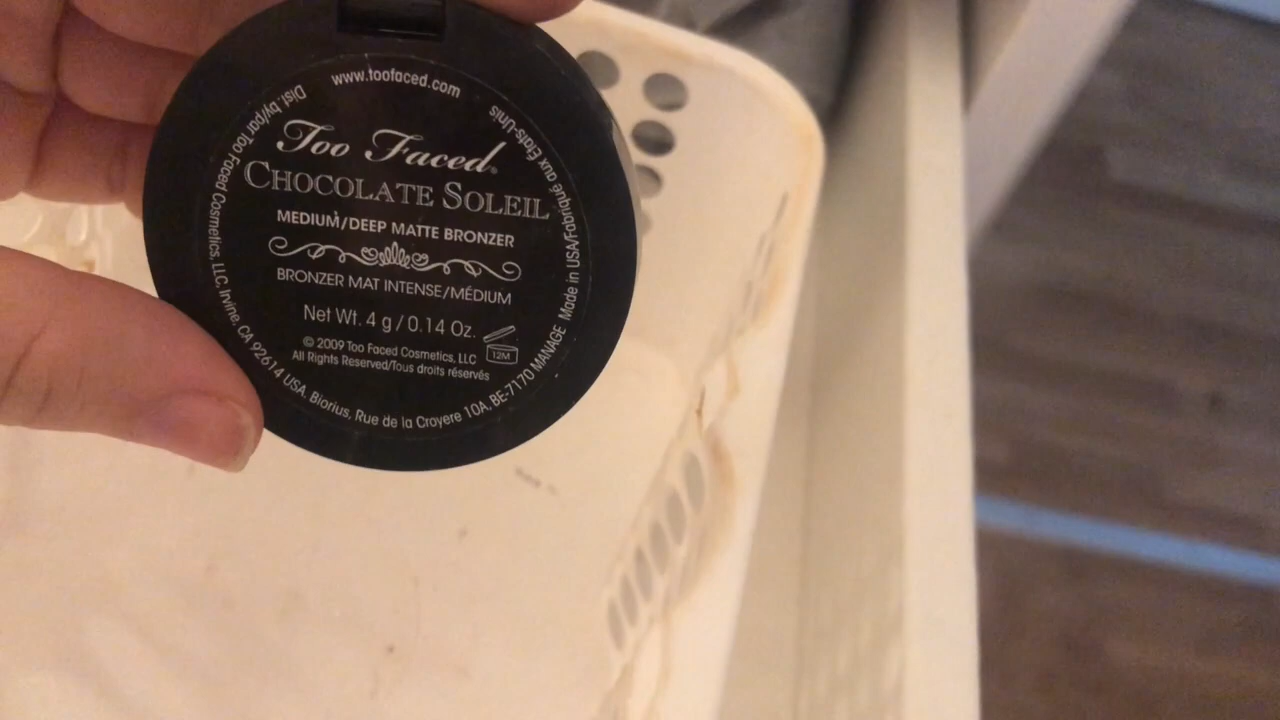 www.toofaced.com
Too Faced®
CHOCOLATE SOLEIL
MEDIUM/DEEP MATTE BRONZER
BRONZER MAT INTENSE/MÉDIUM
Net Wt. 4 g / 0.14 Oz.
12M
© 2009 Too Faced Cosmetics, LLC
All Rights Reserved/Tous droits réservés
Dist. by/par Too Faced Cosmetics, LLC, Irvine, CA 92614 USA, Biorius, Rue de la Croyere 10A, BE-7170 MANAGE Made in USA/Fabriqué aux États-Unis